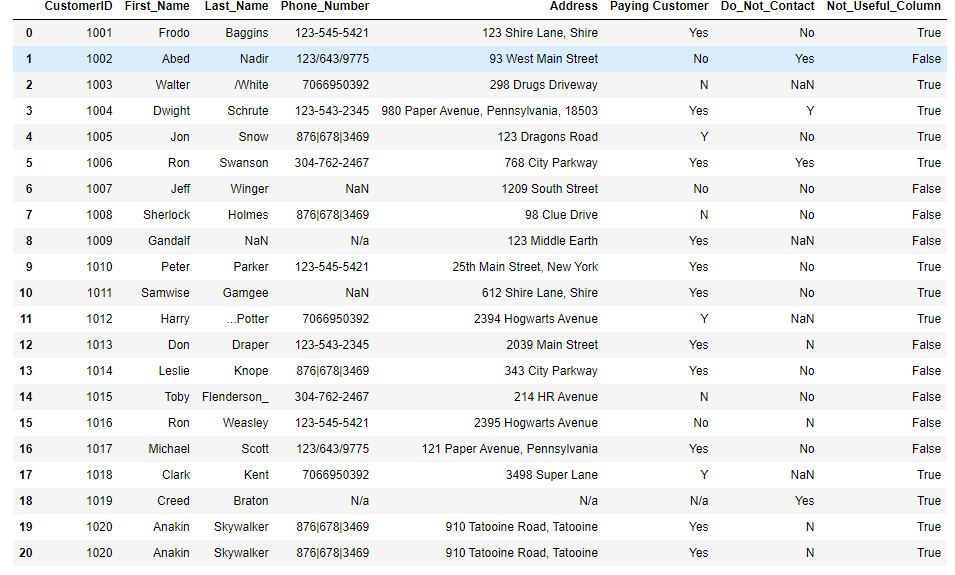 CustomerID First_Name Last_Name Phone_Number Address Paying Customer Do_Not_Contact Not_Useful_Column
0 1001 Frodo Baggins 123-545-5421 123 Shire Lane, Shire Yes No True
1 1002 Abed Nadir 123/643/9775 93 West Main Street No Yes False
2 1003 Walter /White 7066950392 298 Drugs Driveway N NaN True
3 1004 Dwight Schrute 123-543-2345 980 Paper Avenue, Pennsylvania, 18503 Yes Y True
4 1005 Jon Snow 876|678|3469 123 Dragons Road Y No True
5 1006 Ron Swanson 304-762-2467 768 City Parkway Yes Yes True
6 1007 Jeff Winger NaN 1209 South Street No No False
7 1008 Sherlock Holmes 876|678|3469 98 Clue Drive N No False
8 1009 Gandalf NaN N/a 123 Middle Earth Yes NaN False
9 1010 Peter Parker 123-545-5421 25th Main Street, New York Yes No True
10 1011 Samwise Gamgee NaN 612 Shire Lane, Shire Yes No True
11 1012 Harry ...Potter 7066950392 2394 Hogwarts Avenue Y NaN True
12 1013 Don Draper 123-543-2345 2039 Main Street Yes N False
13 1014 Leslie Knope 876|678|3469 343 City Parkway Yes No False
14 1015 Toby Flenderson_ 304-762-2467 214 HR Avenue N No False
15 1016 Ron Weasley 123-545-5421 2395 Hogwarts Avenue No N False
16 1017 Michael Scott 123/643/9775 121 Paper Avenue, Pennsylvania Yes No False
17 1018 Clark Kent 7066950392 3498 Super Lane Y NaN True
18 1019 Creed Braton N/a N/a N/a Yes True
19 1020 Anakin Skywalker 876|678|3469 910 Tatooine Road, Tatooine Yes N True
20 1020 Anakin Skywalker 876|678|3469 910 Tatooine Road, Tatooine Yes N True